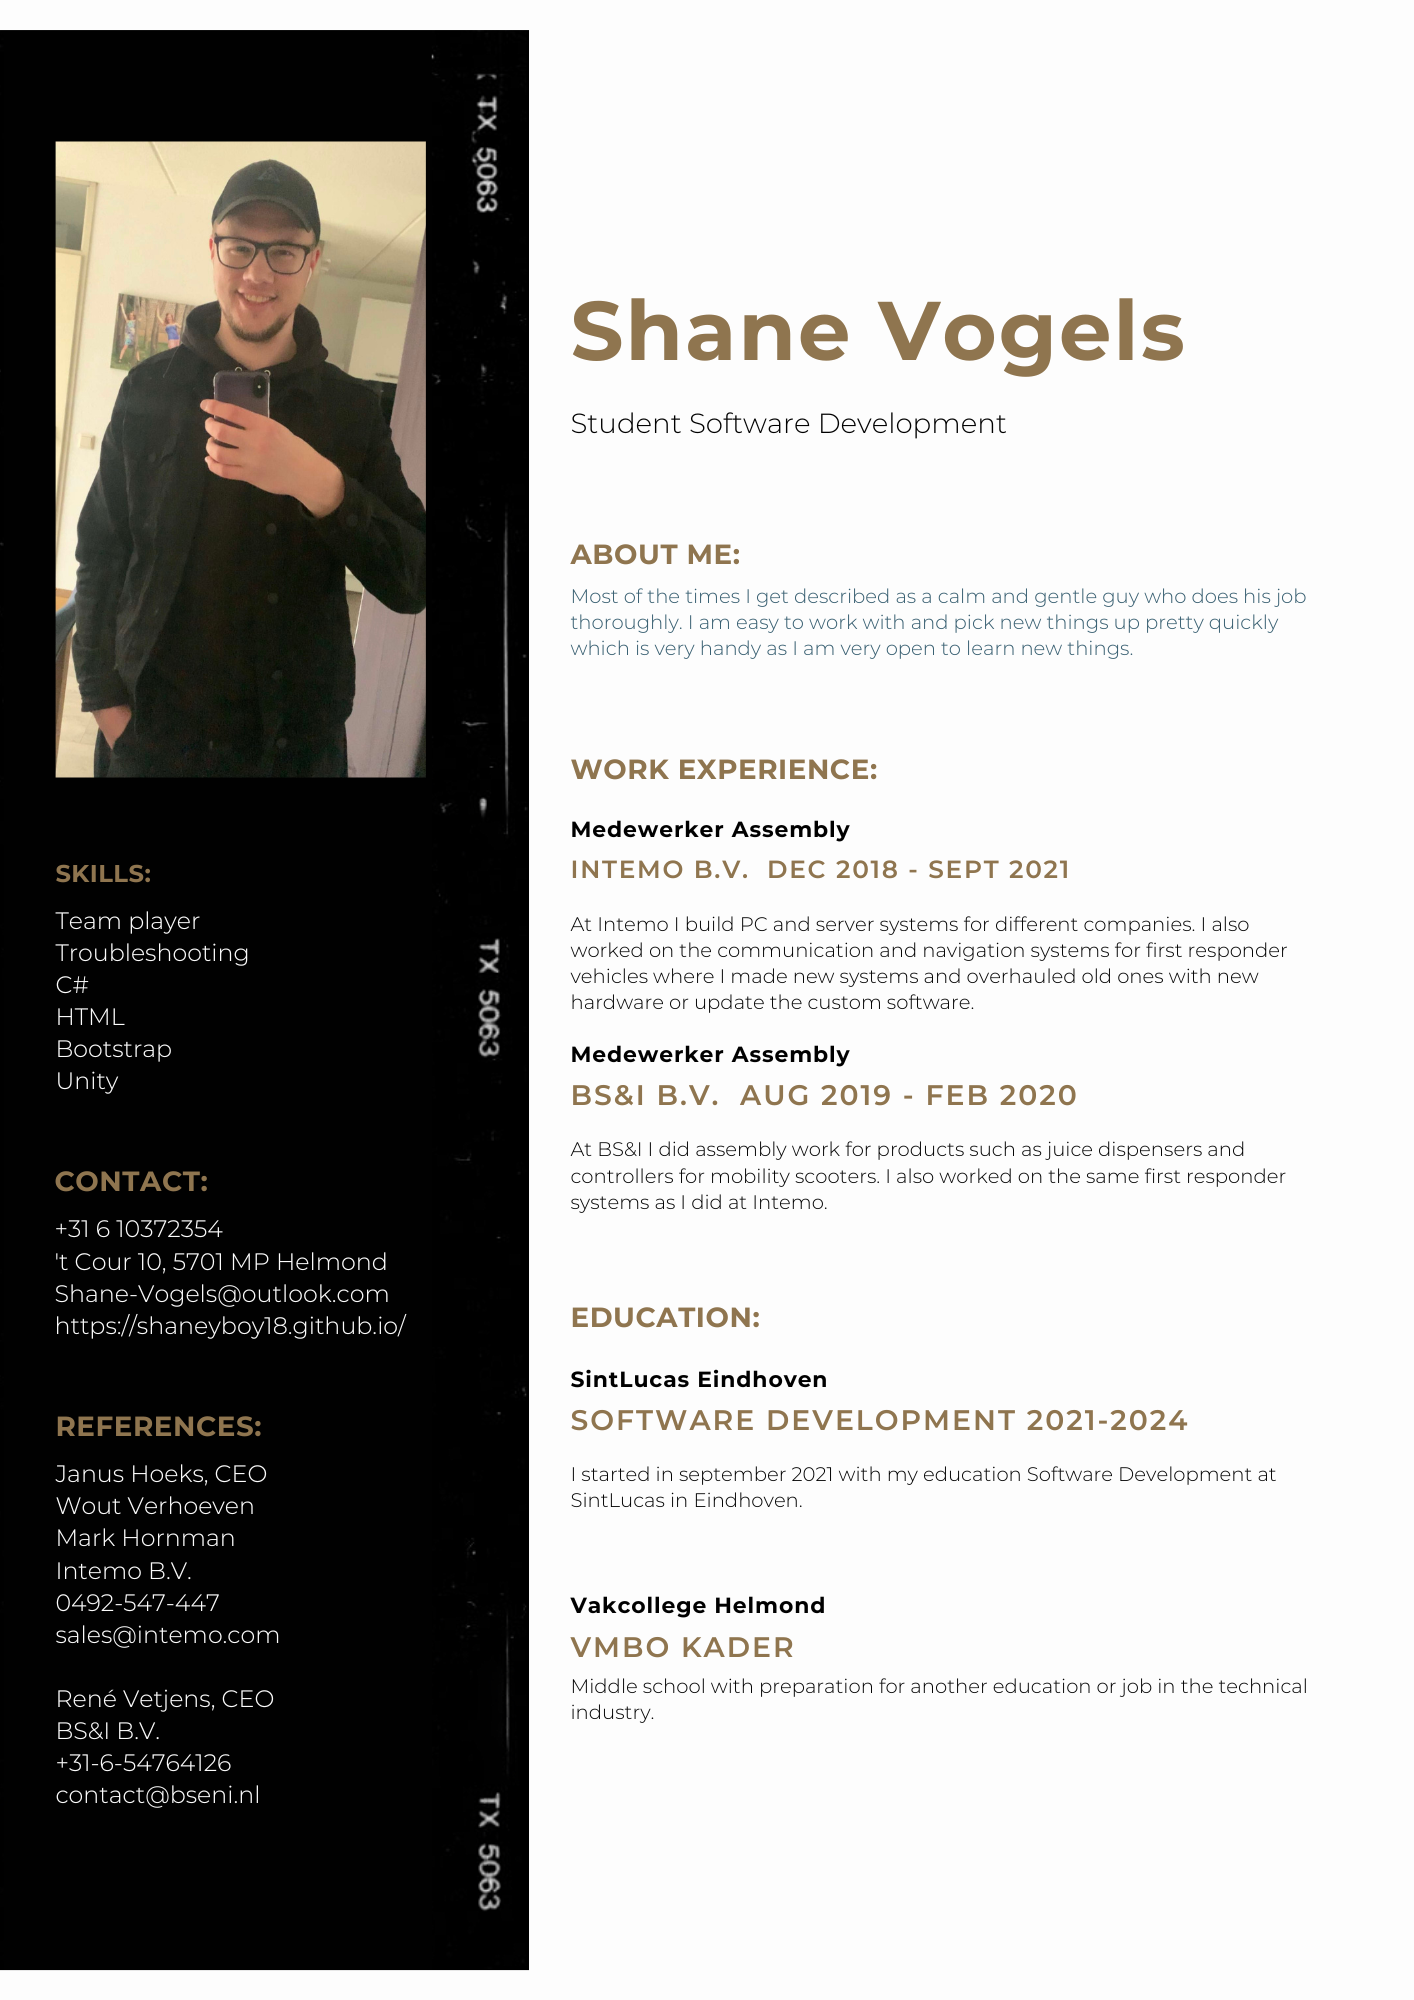 TX 5063
SKILLS:
Team player
Troubleshooting
C#
HTML
Bootstrap
Unity
CONTACT:
+31 6 10372354
't Cour 10, 5701 MP Helmond
Shane-Vogels@outlook.com
https://shaneyboy18.github.io/
REFERENCES:
Janus Hoeks, CEO
Wout Verhoeven
Mark Hornman
Intemo B.V.
0492-547-447
sales@intemo.com
René Vetjens, CEO
BS&I B.V.
+31-6-54764126
contact@bseni.nl
TX 5063
TX 5063
Shane Vogels
Student Software Development
ABOUT ME:
Most of the times I get described as a calm and gentle guy who does his job
thoroughly. I am easy to work with and pick new things up pretty quickly
which is very handy as I am very open to learn new things.
WORK EXPERIENCE:
Medewerker Assembly
INTEMO B.V.  DEC 2018 - SEPT 2021
At Intemo I build PC and server systems for different companies. I also
worked on the communication and navigation systems for first responder
vehicles where I made new systems and overhauled old ones with new
hardware or update the custom software.
Medewerker Assembly
BS&I B.V.  AUG 2019 - FEB 2020
At BS&I I did assembly work for products such as juice dispensers and
controllers for mobility scooters. I also worked on the same first responder
systems as I did at Intemo.
EDUCATION:
SintLucas Eindhoven
SOFTWARE DEVELOPMENT 2021-2024
I started in september 2021 with my education Software Development at
SintLucas in Eindhoven.
Vakcollege Helmond
VMBO KADER
Middle school with preparation for another education or job in the technical
industry.